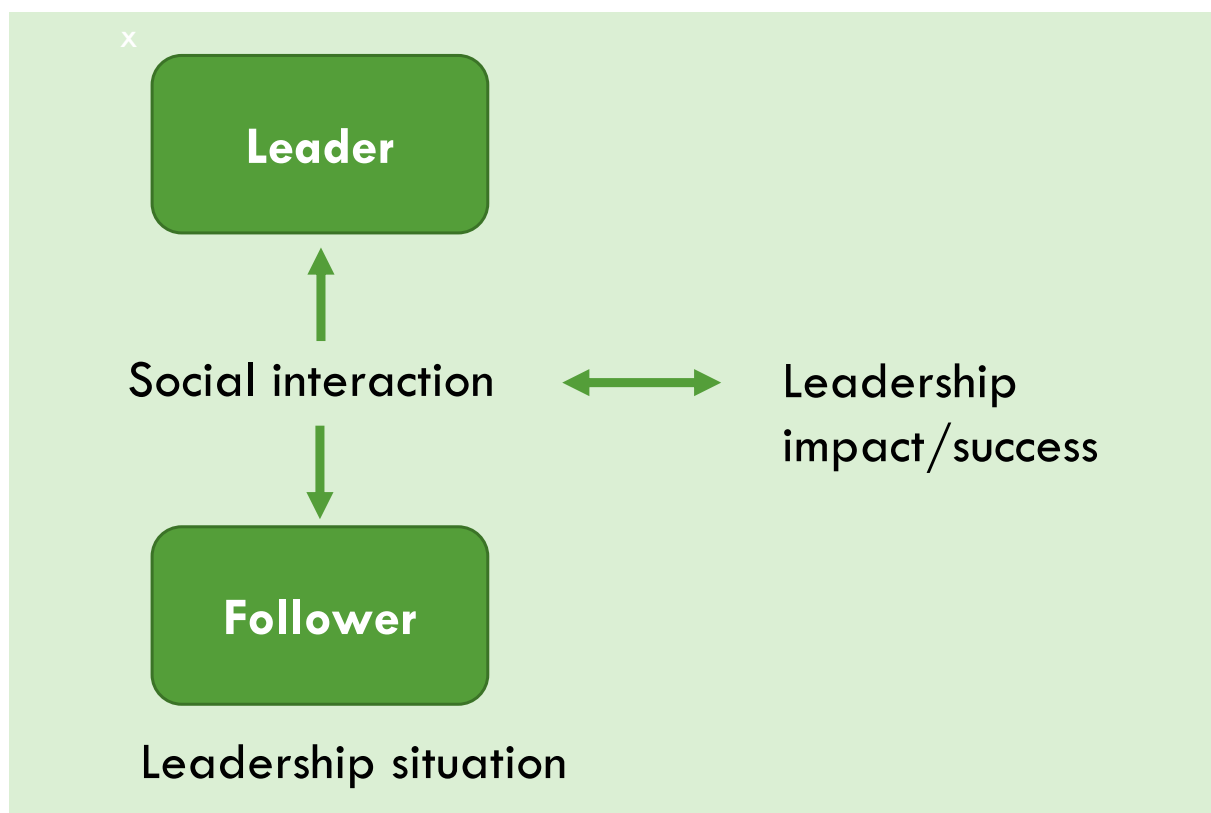 x
Leader
Social interaction
Leadership
impact/success
Follower
Leadership situation